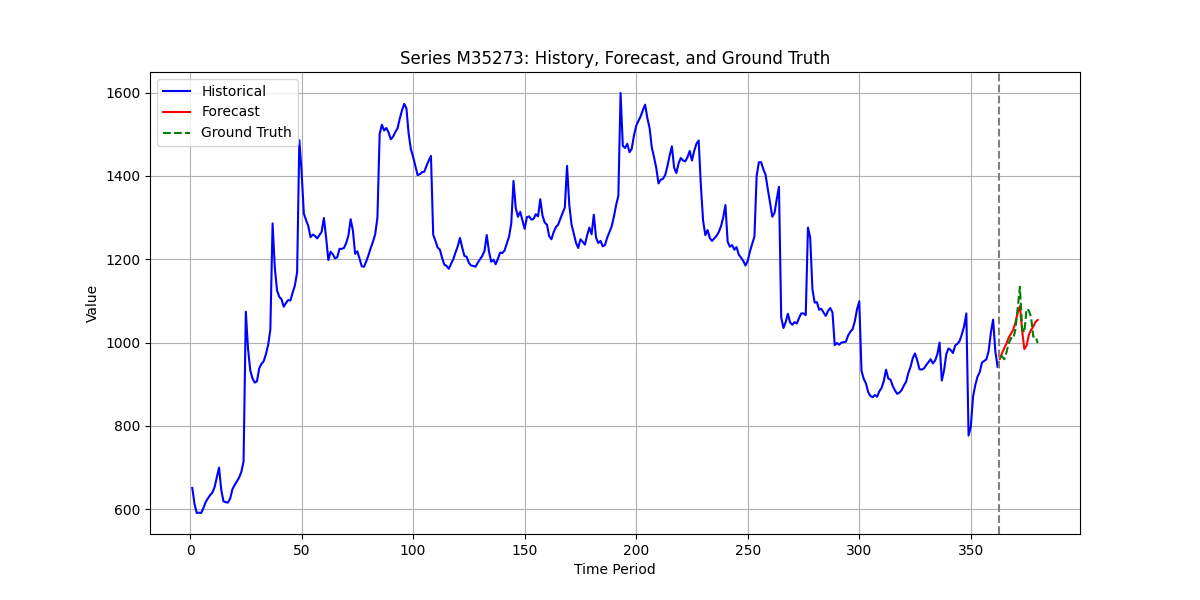 Series M35273: History, Forecast, and Ground Truth
Historical
Forecast
Ground Truth
1600
1400
1200
1000
800
600
Value
0 50 100 150 200 250 300 350
Time Period